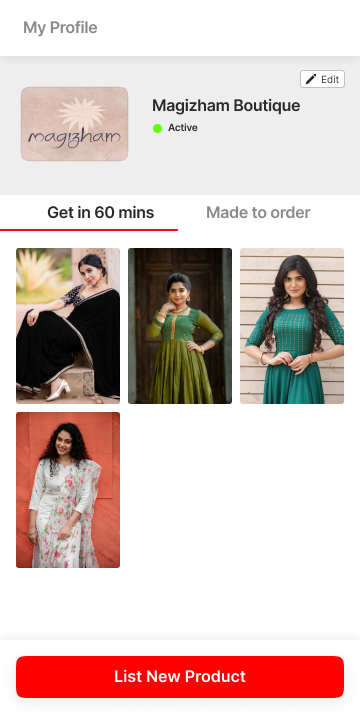 My Profile
Edit
magizham
Magizham Boutique
Active
Get in 60 mins
Made to order
List New Product